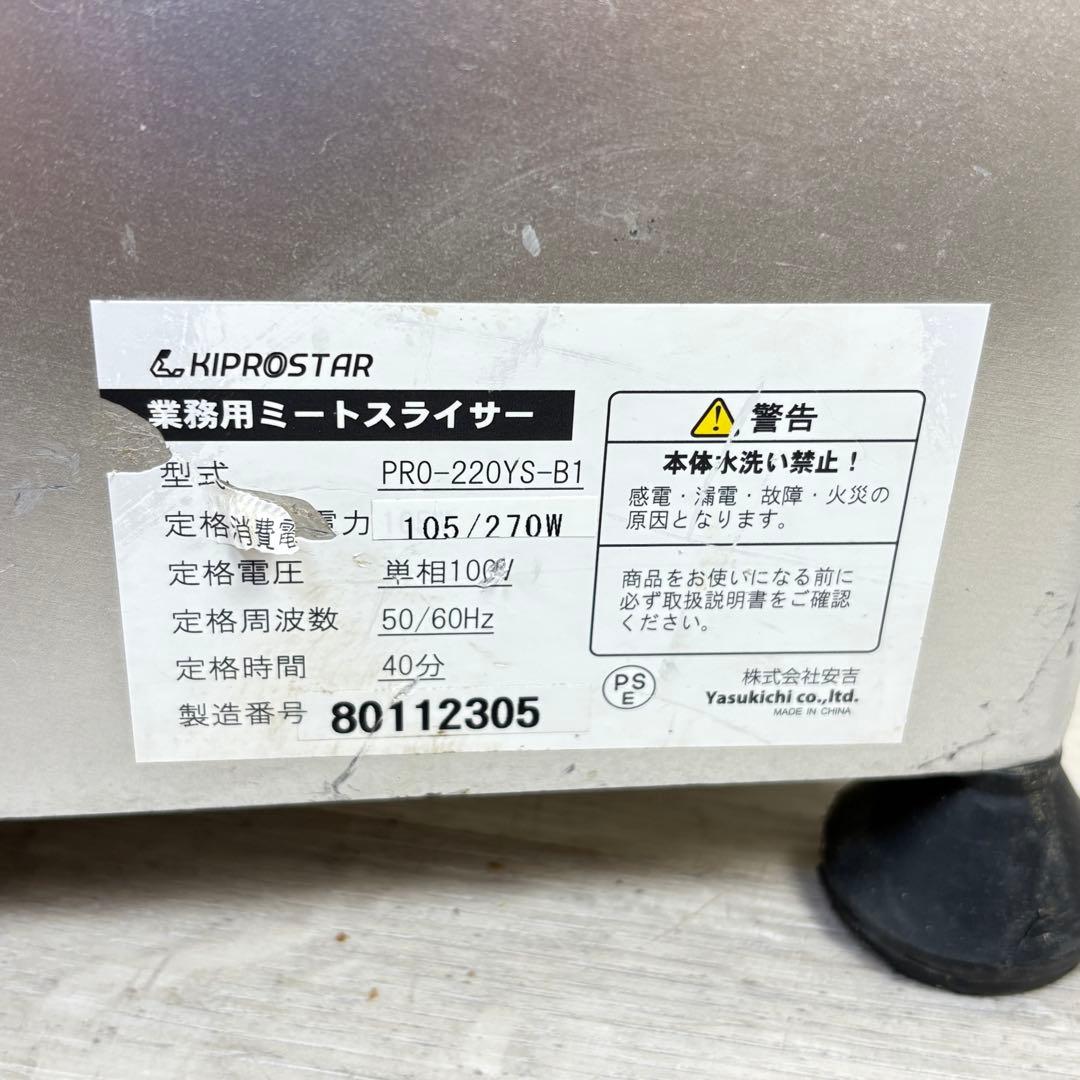 KIPROSTAR
業務用ミートスライサー
型式 PRO-220YS-B1
定格消費電力 105/270W
定格電圧 単相100V
定格周波数 50/60Hz
定格時間 40分
製造番号 80112305
警告
本体水洗い禁止！
感電・漏電・故障・火災の
原因となります。
商品をお使いになる前に
必ず取扱説明書をご確認
ください。
PS
E
株式会社安吉
Yasukichi co.,ltd.
MADE IN CHINA